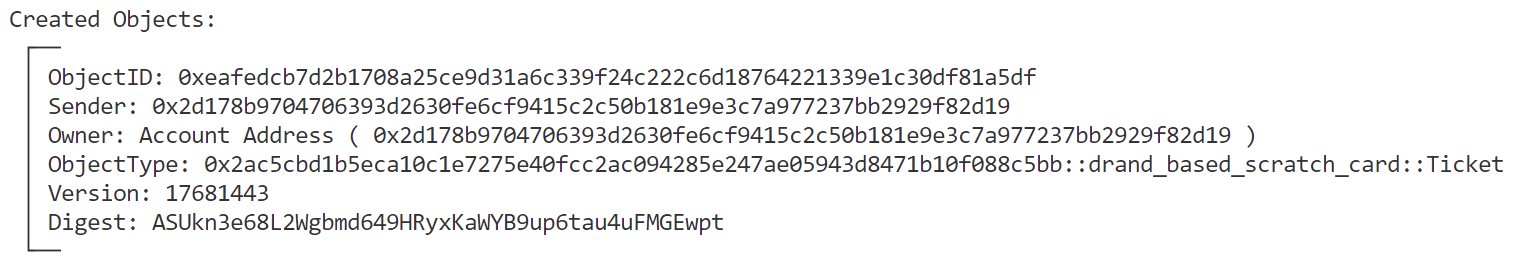 Created Objects:
ObjectID: 0xeafedcb7d2b1708a25ce9d31a6c339f24c222c6d18764221339e1c30df81a5df
Sender: 0x2d178b9704706393d2630fe6cf9415c2c50b181e9e3c7a977237bb2929f82d19
Owner: Account Address ( 0x2d178b9704706393d2630fe6cf9415c2c50b181e9e3c7a977237bb2929f82d19 )
ObjectType: 0x2ac5cbd1b5eca10c1e7275e40fcc2ac094285e247ae05943d8471b10f088c5bb::drand_based_scratch_card::Ticket
Version: 17681443
Digest: ASUkn3e68L2Wgbmd649HRyxKaWYB9up6tau4uFMGEwpt